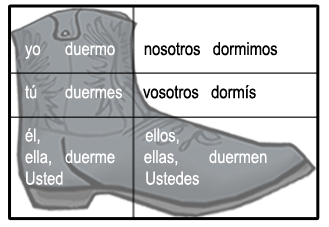 yo duermo nosotros dormimos
tú duermes vosotros dormís
él, ellos,
ella, duerme ellas, duermen
Usted Ustedes